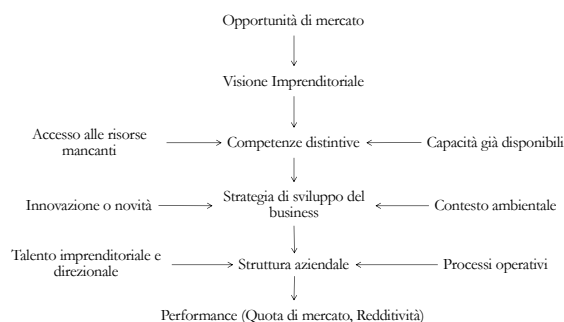 Opportunità di mercato
Visione Imprenditoriale
Accesso alle risorse
mancanti
Competenze distintive
Capacità già disponibili
Innovazione o novità
Strategia di sviluppo del
business
Contesto ambientale
Talento imprenditoriale e
direzionale
Struttura aziendale
Processi operativi
Performance (Quota di mercato, Redditività)